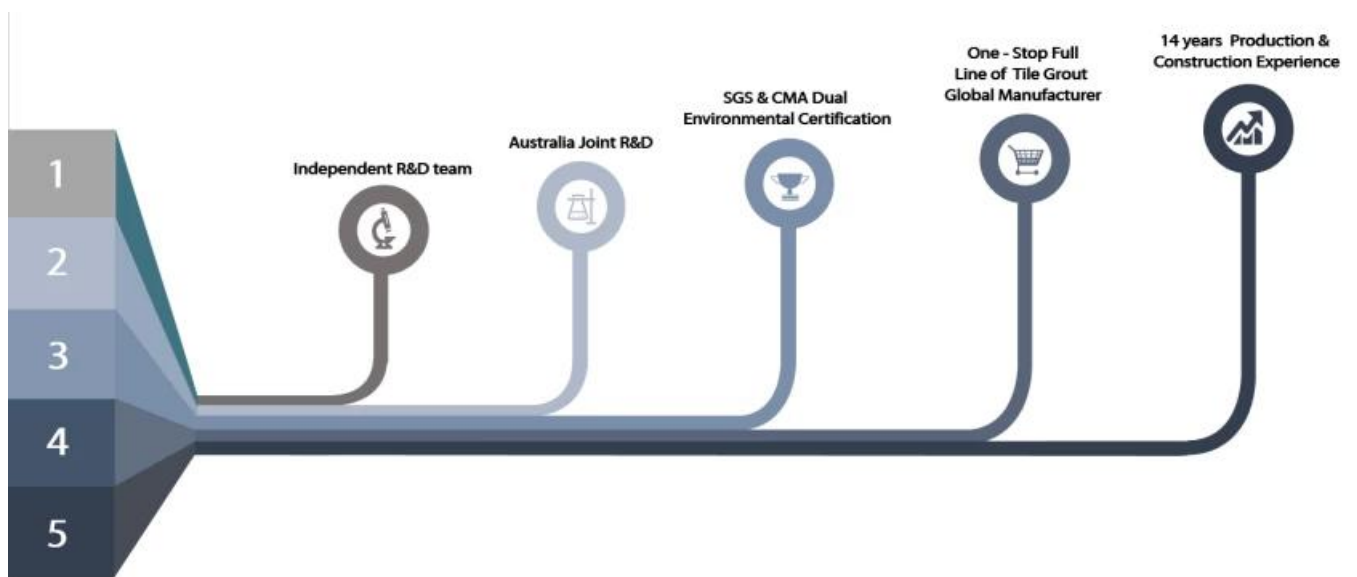 1
2
3
4
5
Independent R&D team
Australia Joint R&D
SGS & CMA Dual
Environmental Certification
One - Stop Full
Line of Tile Grout
Global Manufacturer
14 years Production &
Construction Experience